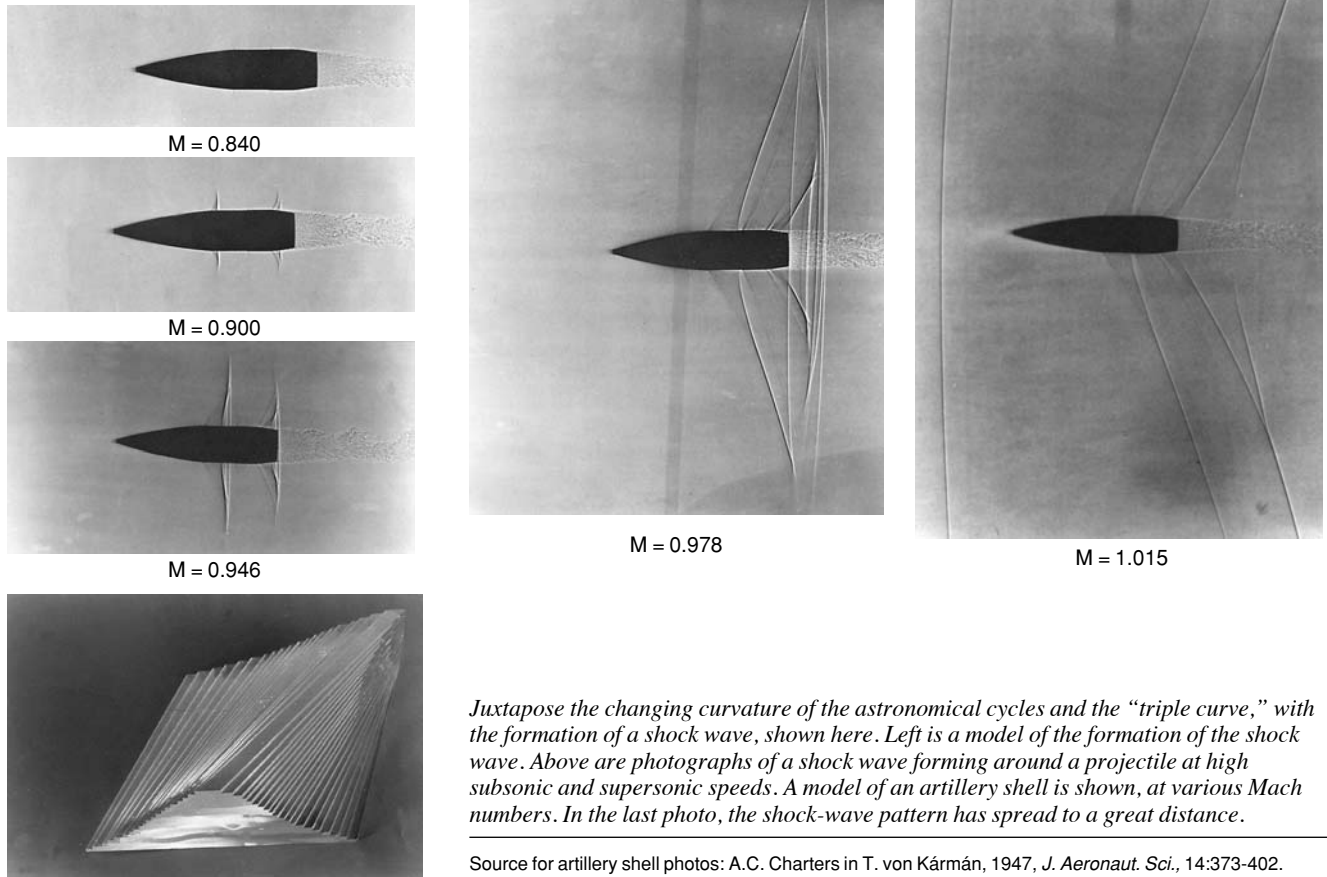 M = 0.840
M = 0.900
M = 0.946
M = 0.978
M = 1.015
Juxtapose the changing curvature of the astronomical cycles and the “triple curve,” with
the formation of a shock wave, shown here. Left is a model of the formation of the shock
wave. Above are photographs of a shock wave forming around a projectile at high
subsonic and supersonic speeds. A model of an artillery shell is shown, at various Mach
numbers. In the last photo, the shock-wave pattern has spread to a great distance.
Source for artillery shell photos: A.C. Charters in T. von Kármán, 1947, J. Aeronaut. Sci., 14:373-402.